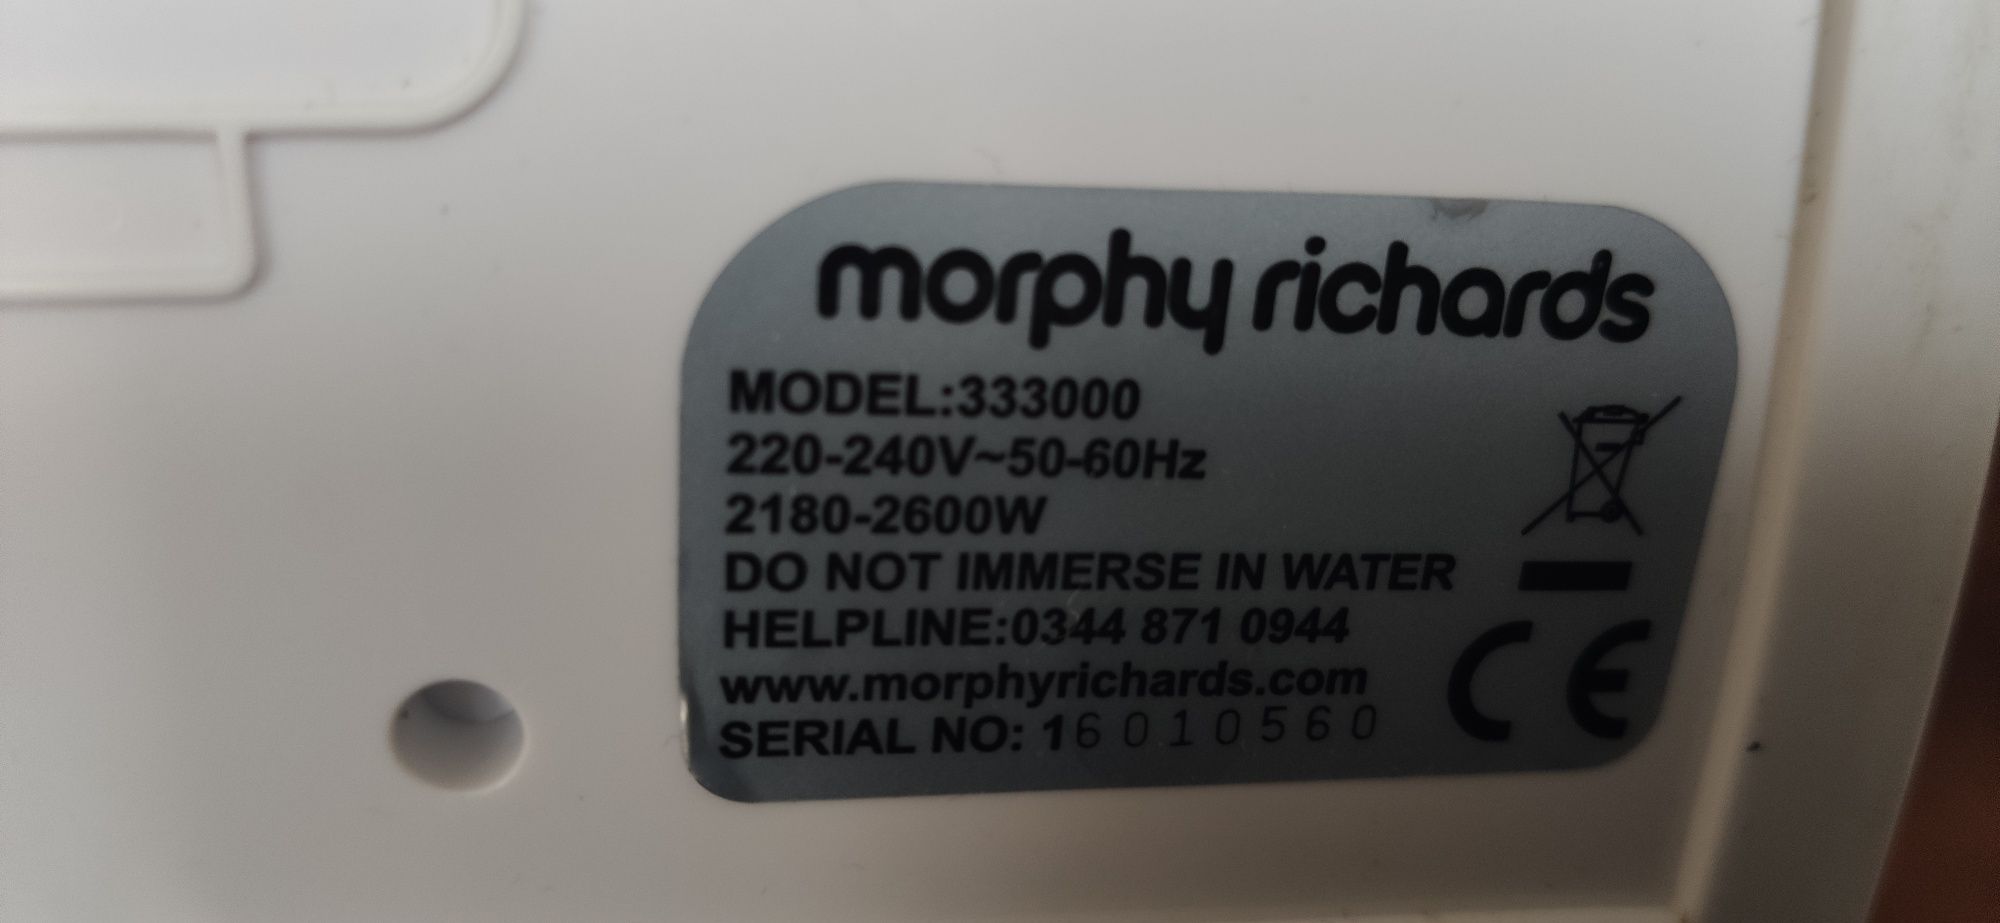 morphy richards
MODEL:333000
220-240V~50-60Hz
2180-2600W
DO NOT IMMERSE IN WATER
HELPLINE:0344 871 0944
www.morphyrichards.com
SERIAL NO: 16010560
CE